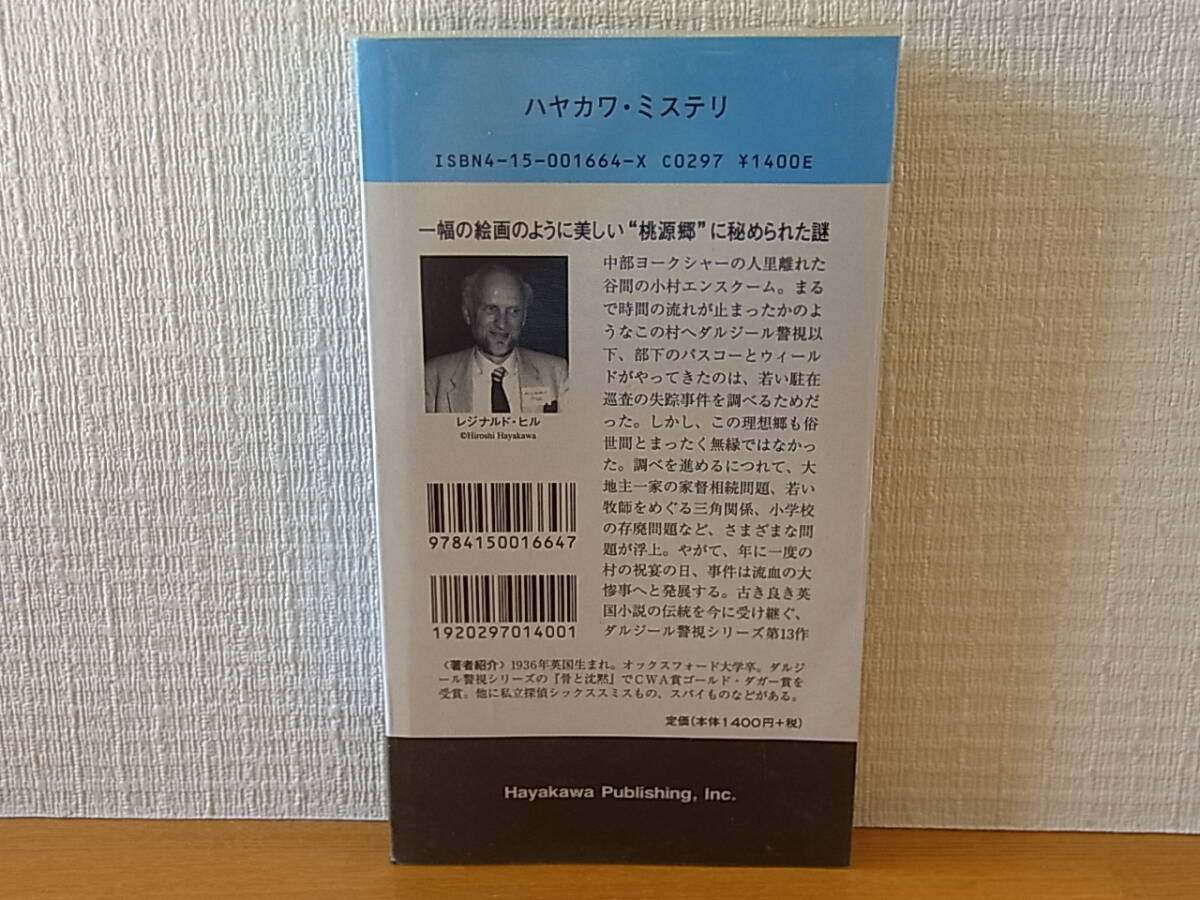 ハヤカワ・ミステリ
ISBN4-15-001664-X C0297 ¥1400E
一幅の絵画のように美しい“桃源郷”に秘められた謎
中部ヨークシャーの人里離れた
谷間の小村エンスクーム。まる
で時間の流れが止まったかのよ
うなこの村へダルジール警視以
下、部下のパスコーとウィール
ドがやってきたのは、若い駐在
巡査の失踪事件を調べるためだ
った。しかし、この理想郷も俗
世間とまったく無縁ではなかっ
た。調べを進めるにつれて、大
地主一家の家督相続問題、若い
牧師をめぐる三角関係、小学校
の存廃問題など、さまざまな問
題が浮上。やがて、年に一度の
村の祝宴の日、事件は流血の大
惨事へと発展する。古き良き英
国小説の伝統を今に受け継ぐ、
ダルジール警視シリーズ第13作
レジナルド・ヒル
©Hiroshi Hayakawa
9784150016647
1920297014001
〈著者紹介〉1936年英国生まれ。オックスフォード大学卒。ダルジ
ール警視シリーズの『骨と沈黙』でCWA賞ゴールド・ダガー賞を
受賞。他に私立探偵シックススミスもの、スパイものなどがある。
定価(本体1400円+税)
Hayakawa Publishing, Inc.